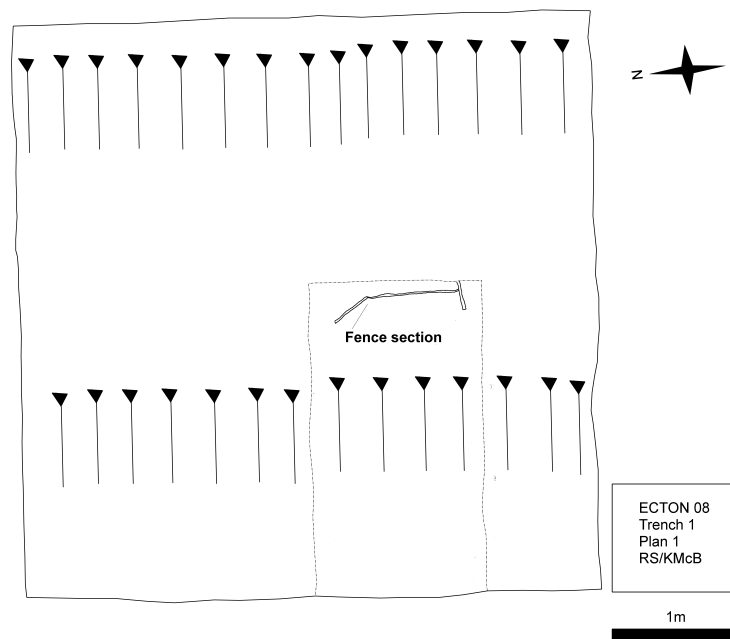 N
Fence section
ECTON 08
Trench 1
Plan 1
RS/KMcB
1m